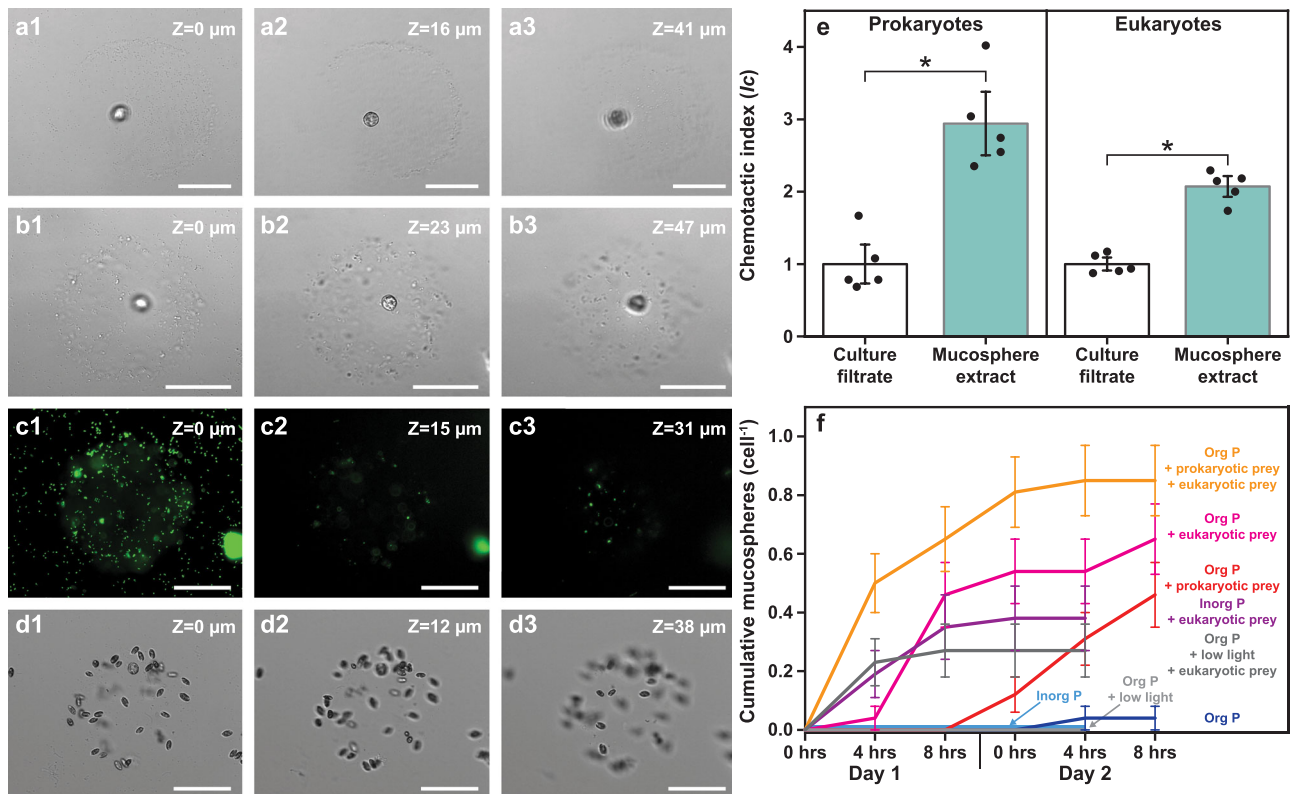 a1
Z=0 µm
a2
Z=16 µm
a3
Z=41 µm
b1
Z=0 µm
b2
Z=23 µm
b3
Z=47 µm
c1
Z=0 µm
c2
Z=15 µm
c3
Z=31 µm
d1
Z=0 µm
d2
Z=12 µm
d3
Z=38 µm
e
Prokaryotes
Eukaryotes
Chemotactic index (Ic)
4
3
2
1
0
*
*
Culture
filtrate
Mucosphere
extract
Culture
filtrate
Mucosphere
extract
f
Cumulative mucospheres (cell⁻¹)
1.0
0.8
0.6
0.4
0.2
0.0
Org P
+ prokaryotic prey
+ eukaryotic prey
Org P
+ eukaryotic prey
Org P
+ prokaryotic prey
Inorg P
+ eukaryotic prey
Org P
+ low light
+ eukaryotic prey
Inorg P
Org P
+ low light
Org P
0 hrs
4 hrs
8 hrs
0 hrs
4 hrs
8 hrs
Day 1
Day 2